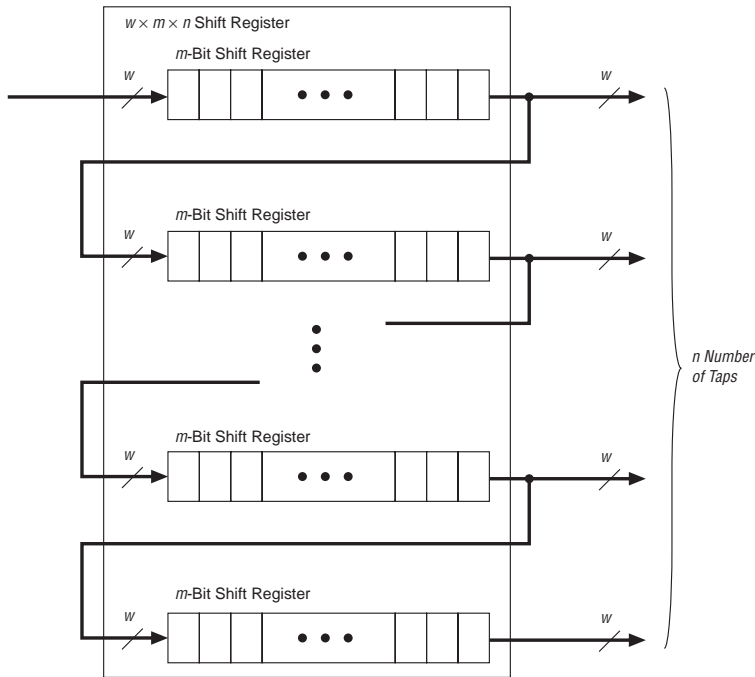 w × m × n Shift Register
m-Bit Shift Register
w
w
m-Bit Shift Register
w
w
n Number
of Taps
m-Bit Shift Register
w
w
m-Bit Shift Register
w
w